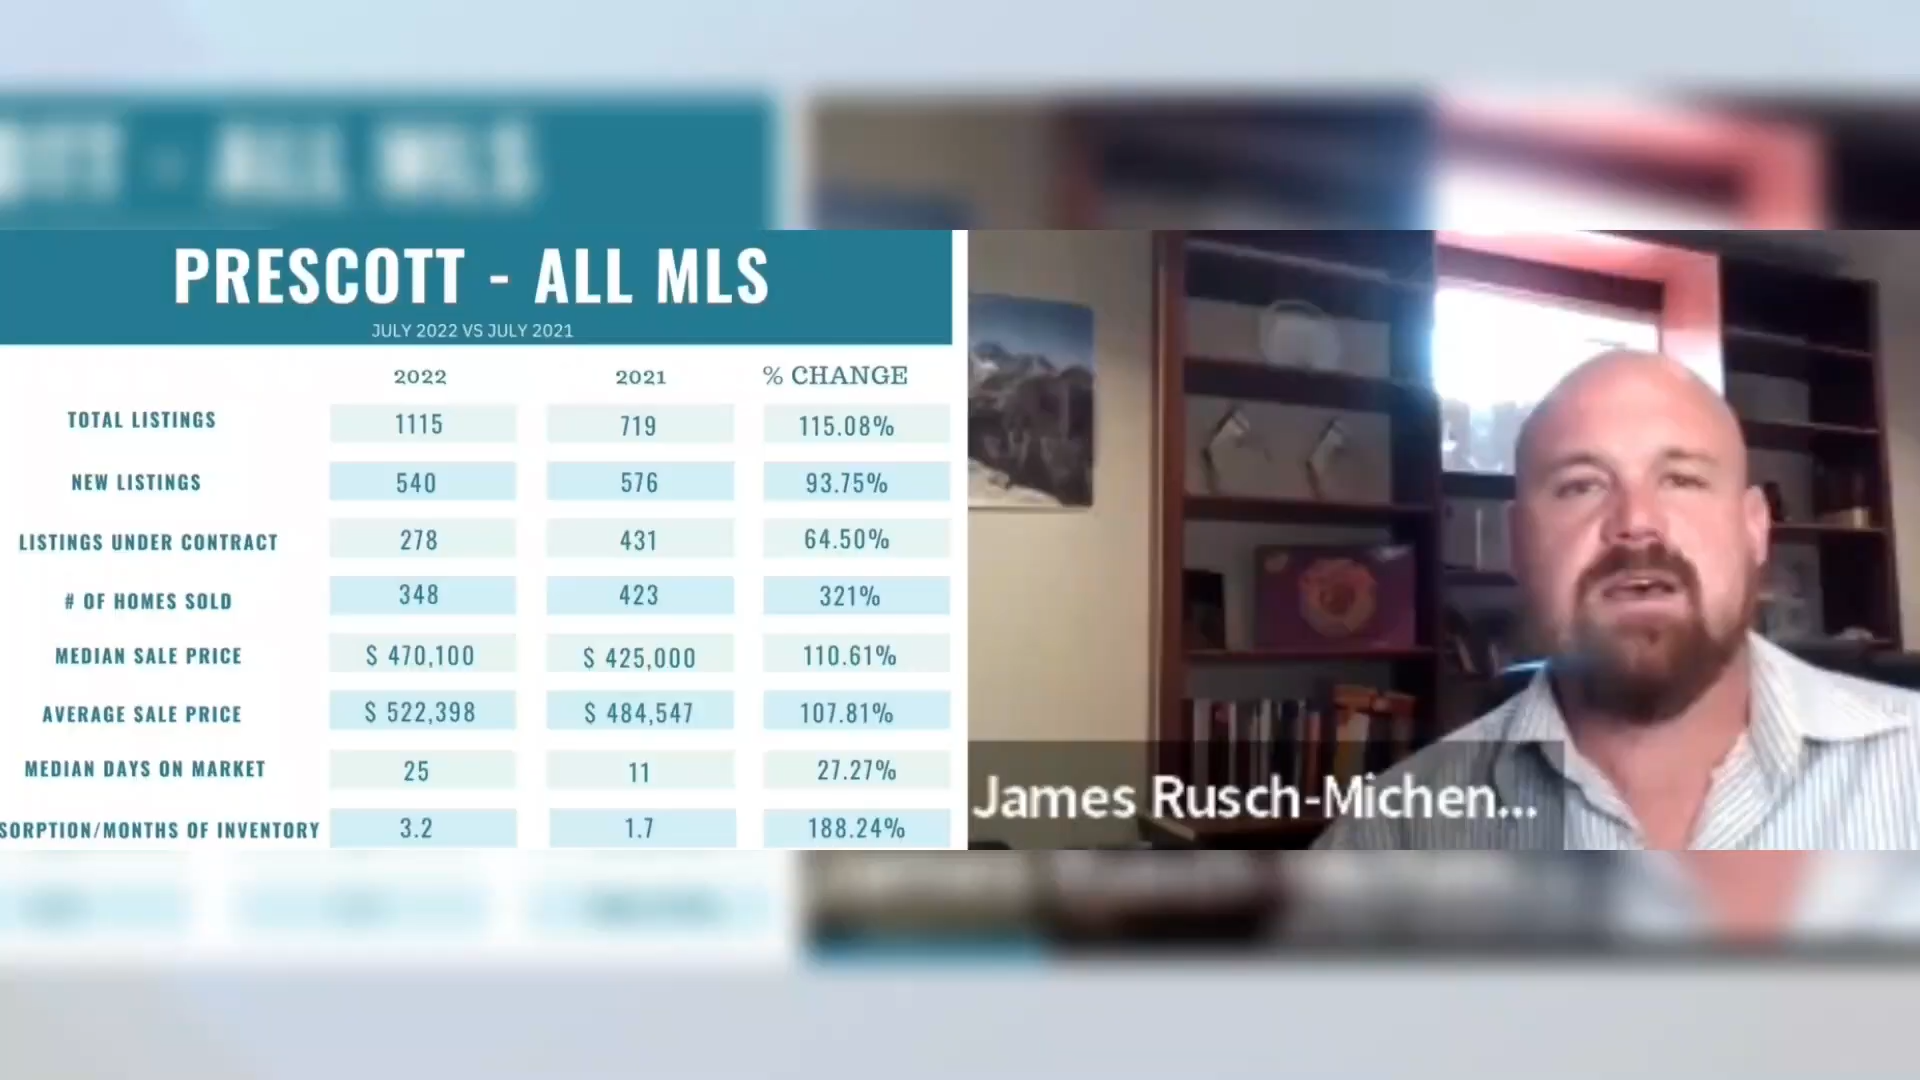 PRESCOTT - ALL MLS
JULY 2022 VS JULY 2021
2022 2021 % CHANGE
TOTAL LISTINGS 1115 719 115.08%
NEW LISTINGS 540 576 93.75%
LISTINGS UNDER CONTRACT 278 431 64.50%
# OF HOMES SOLD 348 423 321%
MEDIAN SALE PRICE $ 470,100 $ 425,000 110.61%
AVERAGE SALE PRICE $ 522,398 $ 484,547 107.81%
MEDIAN DAYS ON MARKET 25 11 27.27%
SORPTION/MONTHS OF INVENTORY 3.2 1.7 188.24%
James Rusch-Michen...